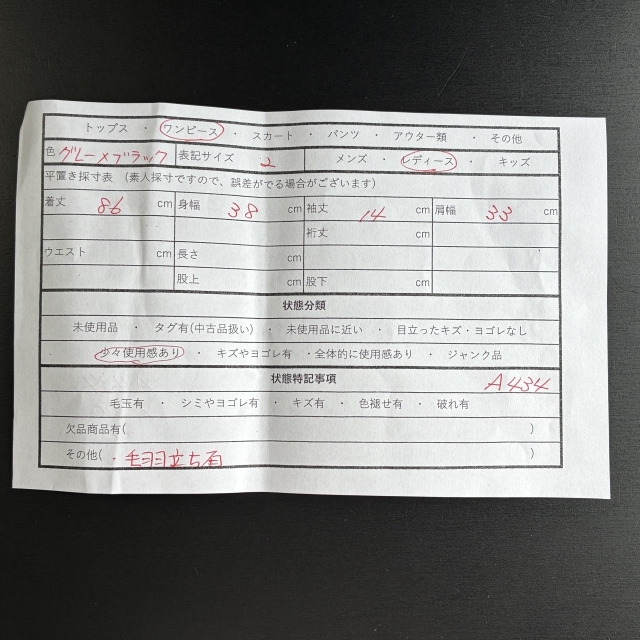 トップス ・ ワンピース ・ スカート ・ パンツ ・ アウター類 ・ その他
色 グレー×ブラック 表記サイズ 2 メンズ ・ レディース ・ キッズ
平置き採寸表 (素人採寸ですので、誤差がでる場合がございます)
着丈 86 cm 身幅 38 cm 袖丈 14 cm 肩幅 33 cm
裄丈 cm
ウエスト cm 長さ cm
股上 cm 股下 cm
状態分類
未使用品 ・ タグ有(中古品扱い) ・ 未使用品に近い ・ 目立ったキズ・ヨゴレなし
少々使用感あり ・ キズやヨゴレ有 ・全体的に使用感あり ・ ジャンク品
状態特記事項 A434
毛玉有 ・ シミやヨゴレ有 ・ キズ有 ・ 色褪せ有 ・ 破れ有
欠品商品有( )
その他( ・毛羽立ち有 )